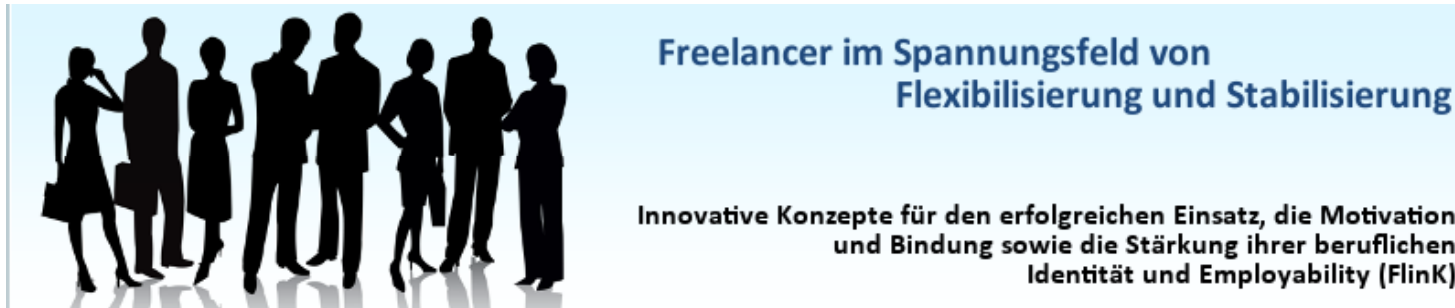 Freelancer im Spannungsfeld von
Flexibilisierung und Stabilisierung
Innovative Konzepte für den erfolgreichen Einsatz, die Motivation
und Bindung sowie die Stärkung ihrer beruflichen
Identität und Employability (FlinK)